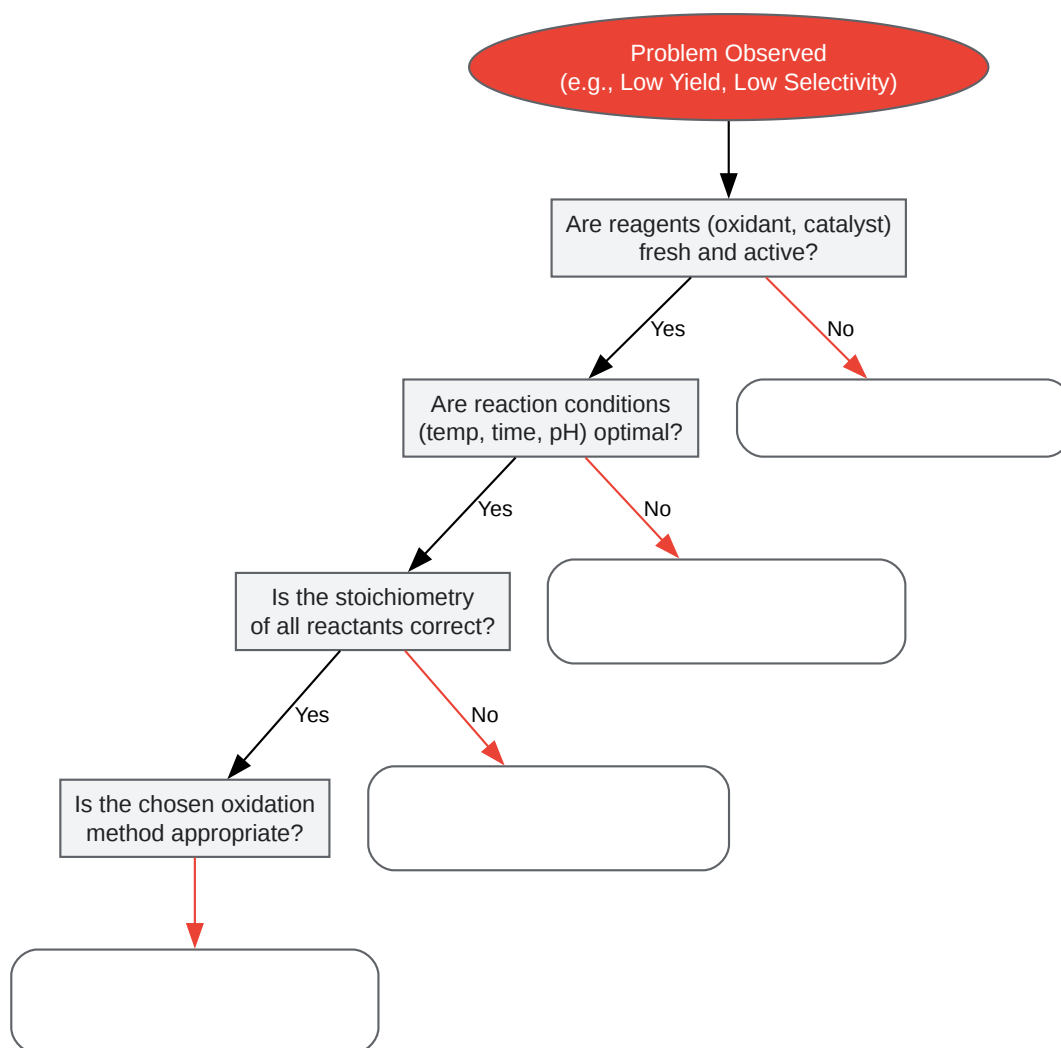 Problem Observed
(e.g., Low Yield, Low Selectivity)
Are reagents (oxidant, catalyst)
fresh and active?
Yes
No
Are reaction conditions
(temp, time, pH) optimal?
Yes
No
Is the stoichiometry
of all reactants correct?
Yes
No
Is the chosen oxidation
method appropriate?